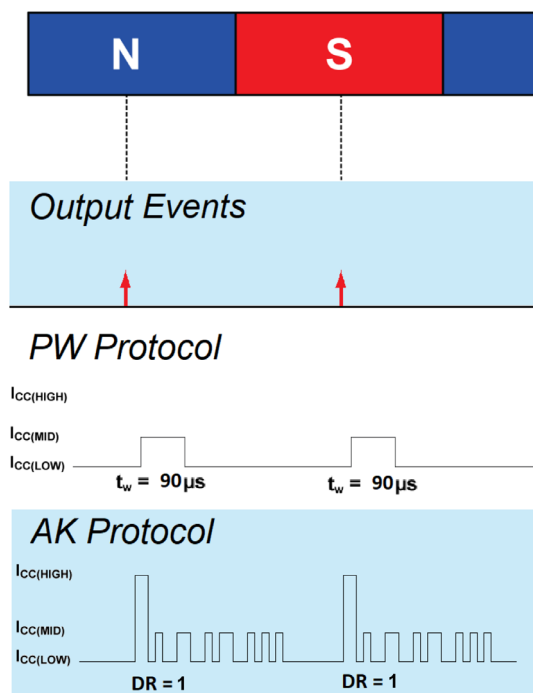 N S
Output Events
PW Protocol
ICC(HIGH)
ICC(MID)
ICC(LOW)
tw = 90µs tw = 90µs
AK Protocol
ICC(HIGH)
ICC(MID)
ICC(LOW)
DR = 1 DR = 1